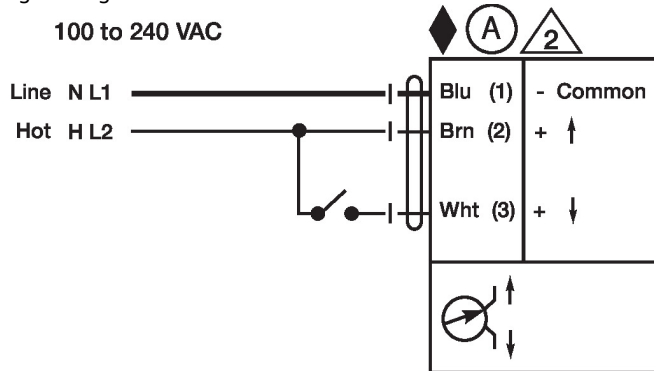 100 to 240 VAC
A
2
Line N L1
Blu (1) - Common
Hot H L2
Brn (2) + ↑
Wht (3) + ↓